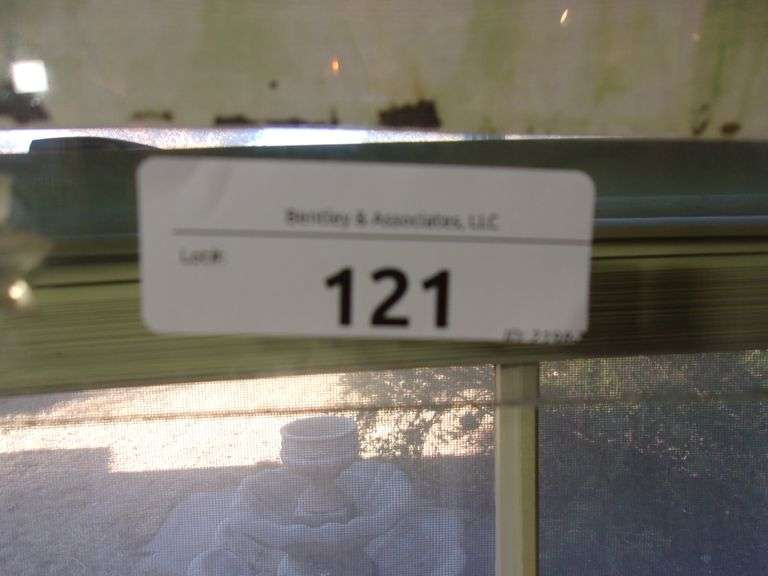 Bentley & Associates, LLC
Lot#:
121